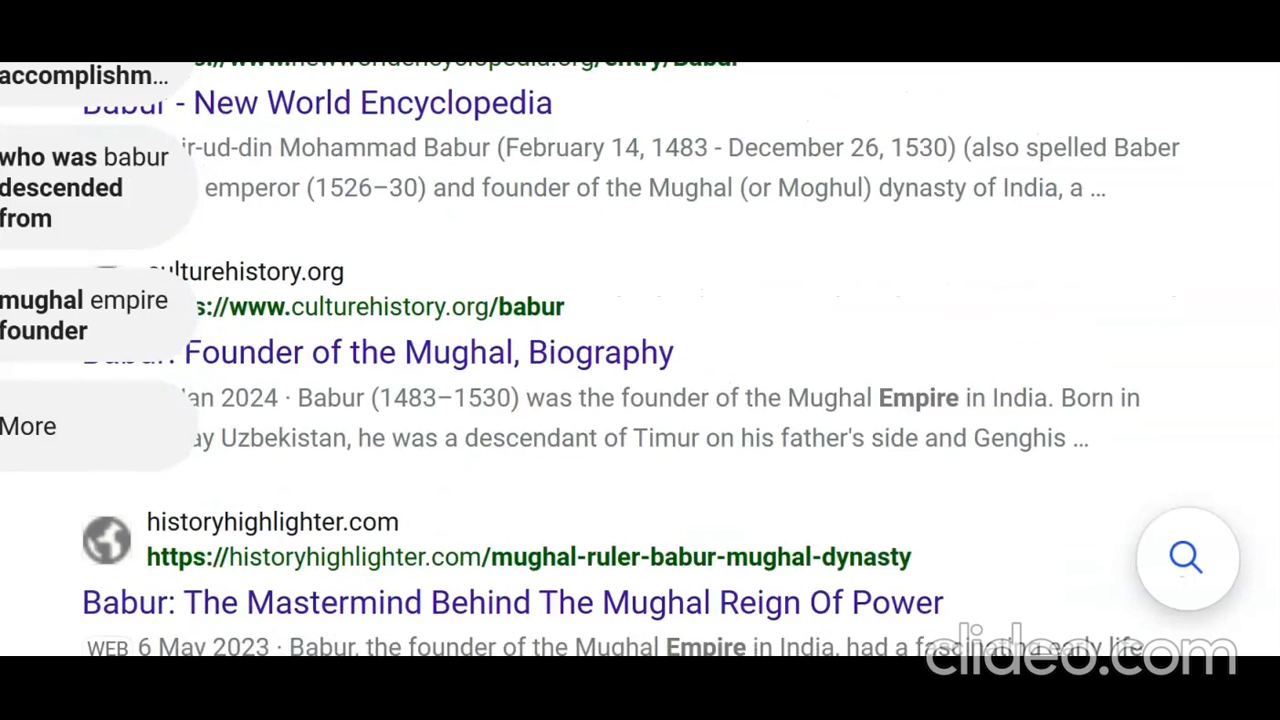 accomplishm…
Babur - New World Encyclopedia
who was babur
descended
from
ir-ud-din Mohammad Babur (February 14, 1483 - December 26, 1530) (also spelled Baber
emperor (1526–30) and founder of the Mughal (or Moghul) dynasty of India, a ...
mughal empire
founder
culturehistory.org
s://www.culturehistory.org/babur
Babur: Founder of the Mughal, Biography
More
Jan 2024 · Babur (1483–1530) was the founder of the Mughal Empire in India. Born in
ay Uzbekistan, he was a descendant of Timur on his father's side and Genghis ...
historyhighlighter.com
https://historyhighlighter.com/mughal-ruler-babur-mughal-dynasty
Babur: The Mastermind Behind The Mughal Reign Of Power
WEB 6 May 2023 · Babur, the founder of the Mughal Empire in India, had a fascinating early life
clideo.com